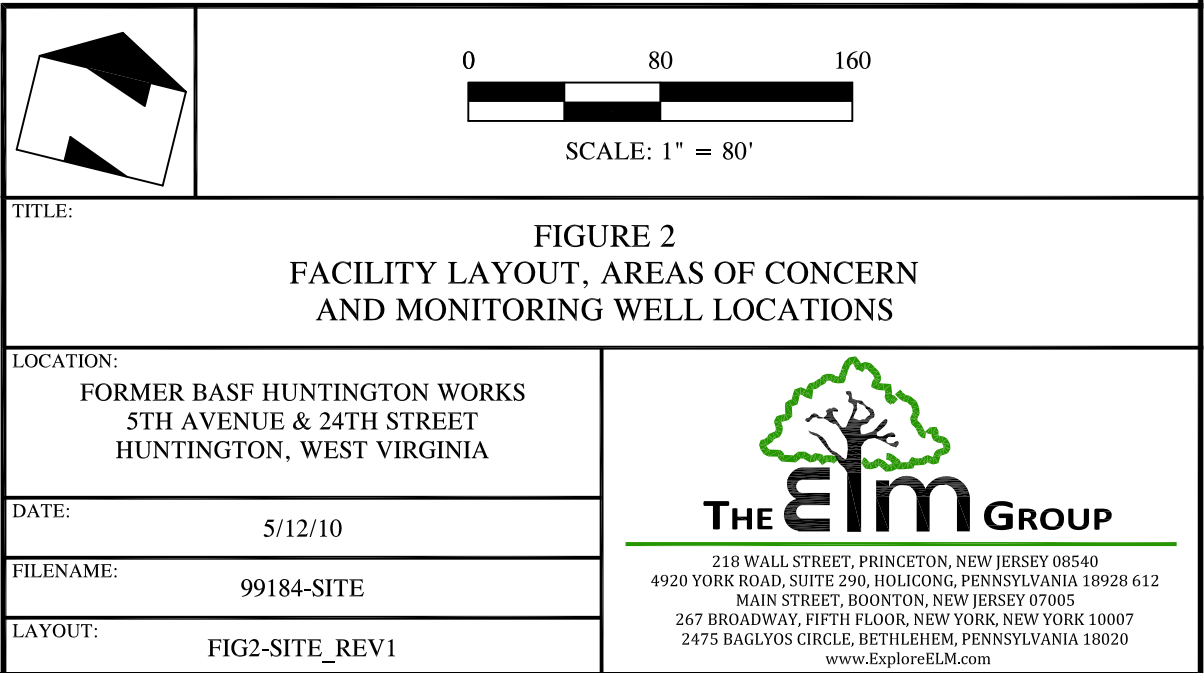 0 80 160
SCALE: 1" = 80'
TITLE:
FIGURE 2
FACILITY LAYOUT, AREAS OF CONCERN
AND MONITORING WELL LOCATIONS
LOCATION:
FORMER BASF HUNTINGTON WORKS
5TH AVENUE & 24TH STREET
HUNTINGTON, WEST VIRGINIA
DATE:
5/12/10
FILENAME:
99184-SITE
LAYOUT:
FIG2-SITE_REV1
THE Elm GROUP
218 WALL STREET, PRINCETON, NEW JERSEY 08540
4920 YORK ROAD, SUITE 290, HOLICONG, PENNSYLVANIA 18928 612
MAIN STREET, BOONTON, NEW JERSEY 07005
267 BROADWAY, FIFTH FLOOR, NEW YORK, NEW YORK 10007
2475 BAGLYOS CIRCLE, BETHLEHEM, PENNSYLVANIA 18020
www.ExploreELM.com